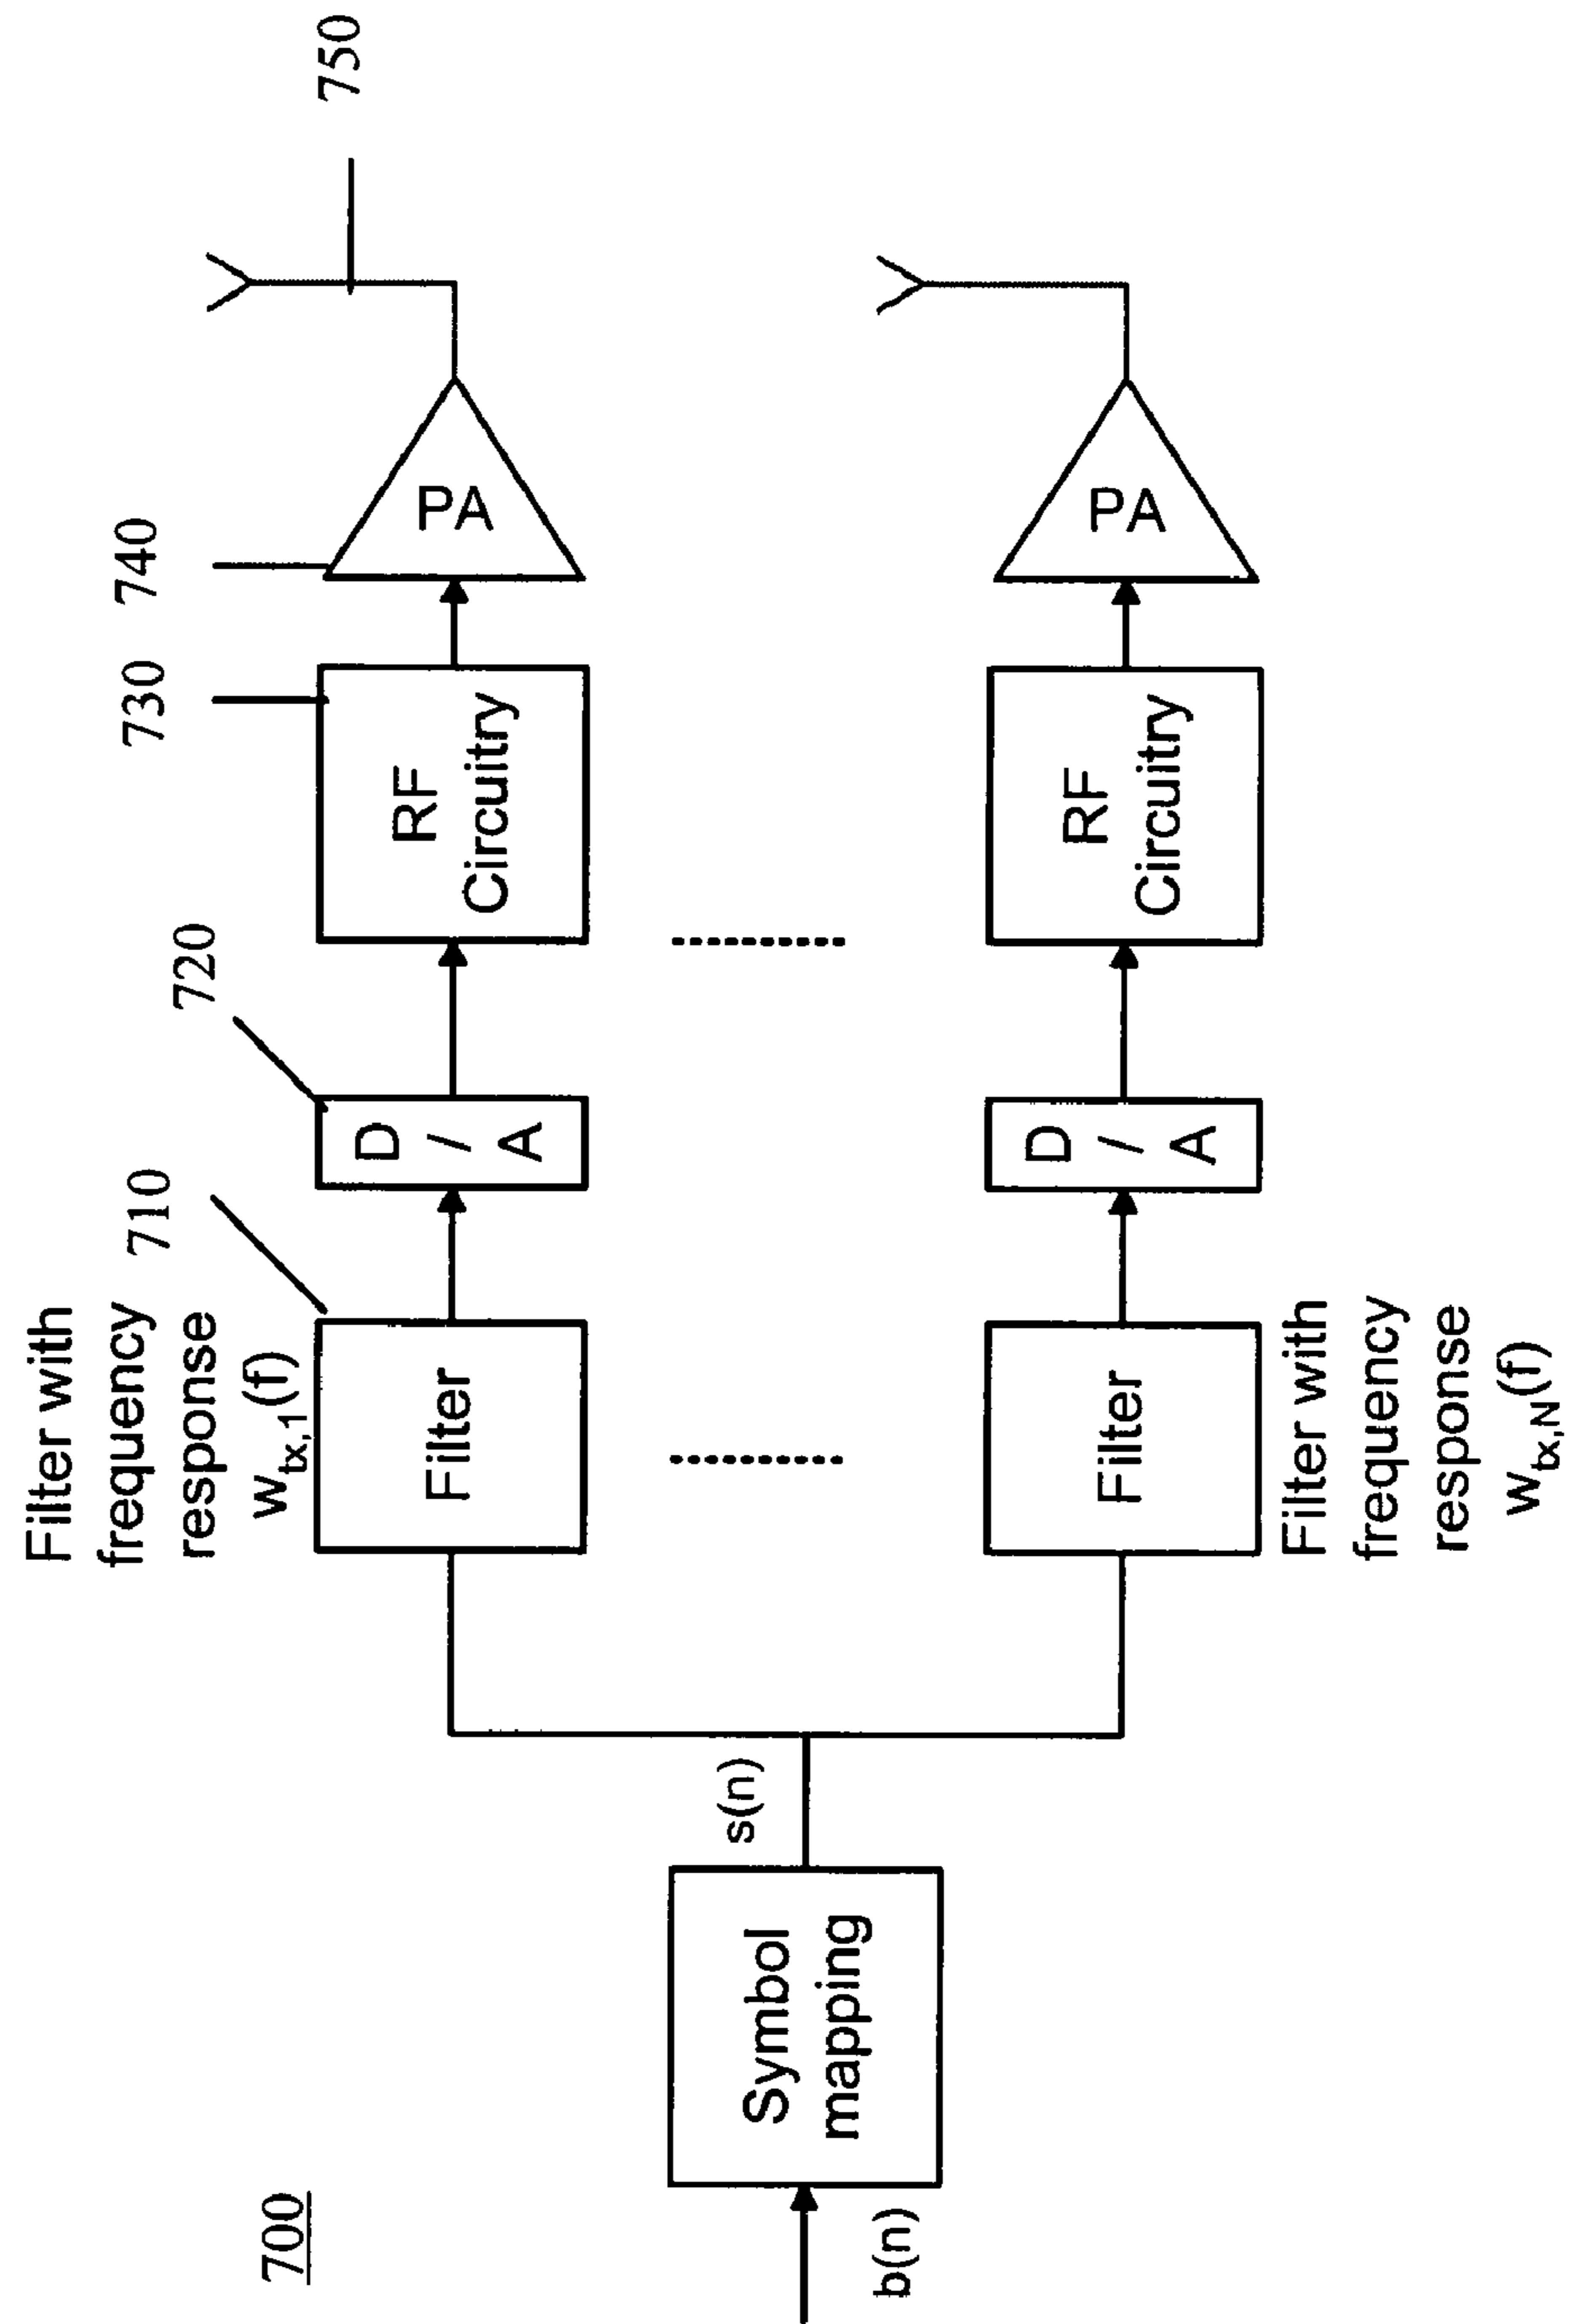 700
b(n)
Symbol
mapping
s(n)
Filter with
frequency
response
w_tx,1(f)
710
Filter
720
D
/
A
730
RF
Circuitry
740
PA
750
Filter
Filter with
frequency
response
w_tx,N(f)
D
/
A
RF
Circuitry
PA